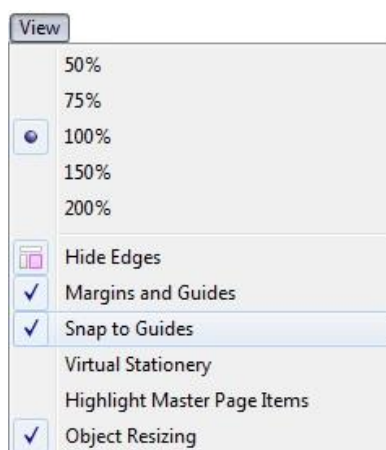 View
50%
75%
100%
150%
200%
Hide Edges
Margins and Guides
Snap to Guides
Virtual Stationery
Highlight Master Page Items
Object Resizing